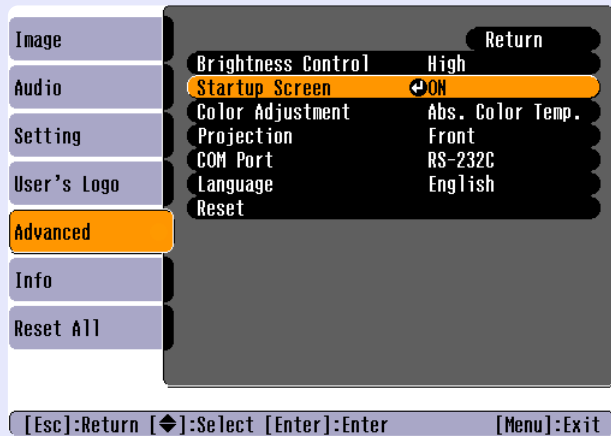 Image
Audio
Setting
User's Logo
Advanced
Info
Reset All
Return
Brightness Control High
Startup Screen ON
Color Adjustment Abs. Color Temp.
Projection Front
COM Port RS-232C
Language English
Reset
[Esc]:Return [◆]:Select [Enter]:Enter [Menu]:Exit